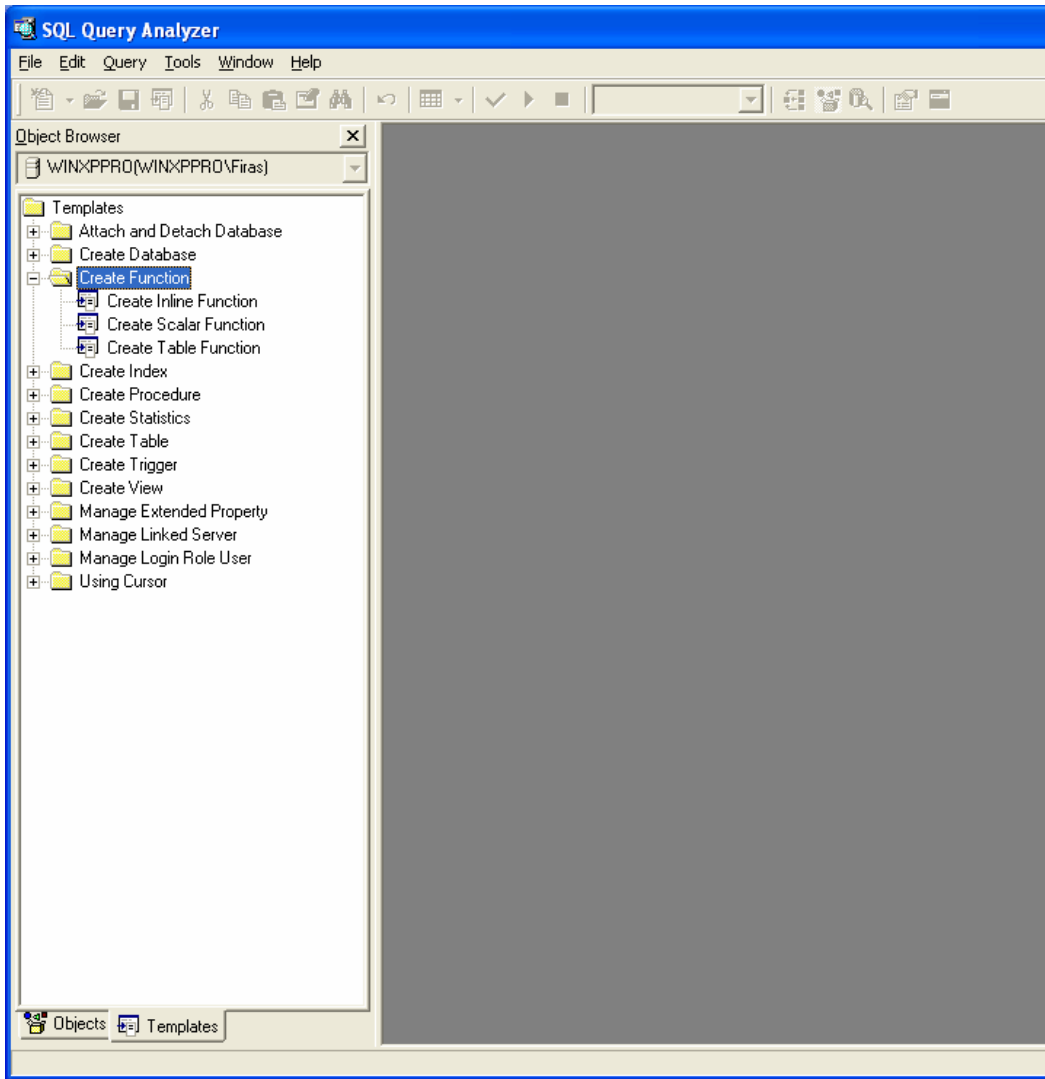 SQL Query Analyzer
File Edit Query Tools Window Help
Object Browser
WINXPPRO(WINXPPRO\Firas)
Templates
Attach and Detach Database
Create Database
Create Function
Create Inline Function
Create Scalar Function
Create Table Function
Create Index
Create Procedure
Create Statistics
Create Table
Create Trigger
Create View
Manage Extended Property
Manage Linked Server
Manage Login Role User
Using Cursor
Objects Templates